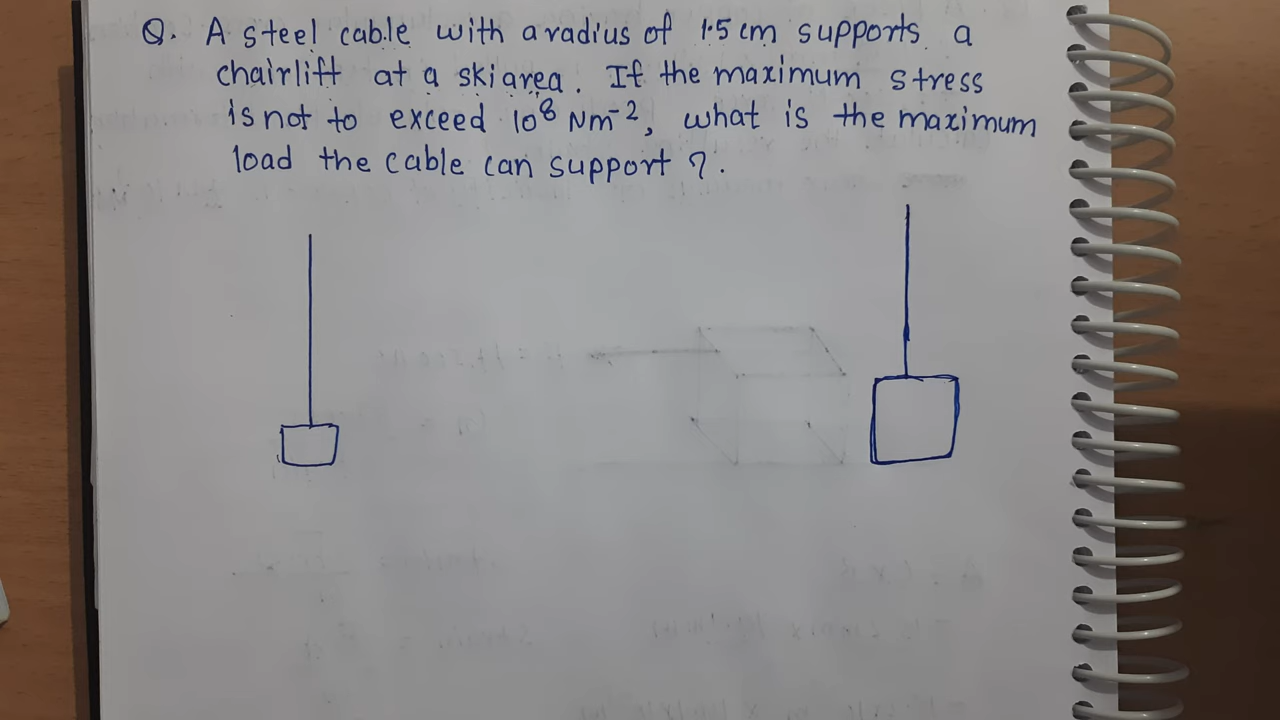 Q. A steel cable with a radius of 1.5 cm supports a
chairlift at a ski area. If the maximum stress
is not to exceed 10⁸ Nm⁻², what is the maximum
load the cable can support ?.